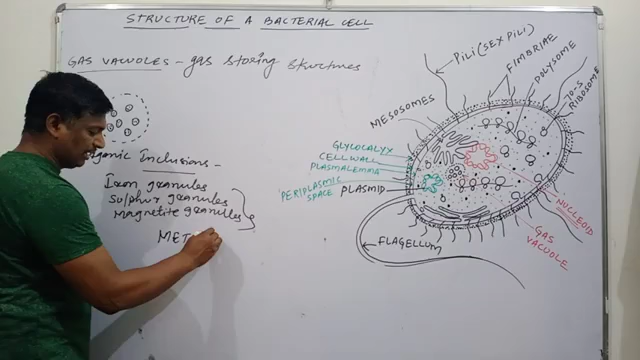 STRUCTURE OF A BACTERIAL CELL
GAS VACUOLES - gas storing structures
organic Inclusions -
Iron granules
Sulphur granules
Magnetite granules
MET
PILI (SEX PILI)
FIMBRIAE
POLYSOME
70-S
RIBOSOME
MESOSOMES
GLYCOCALYX
CELL WALL
PLASMALEMMA
PERIPLASMIC
SPACE
PLASMID
NUCLEOID
GAS
VACUOLE
FLAGELLUM